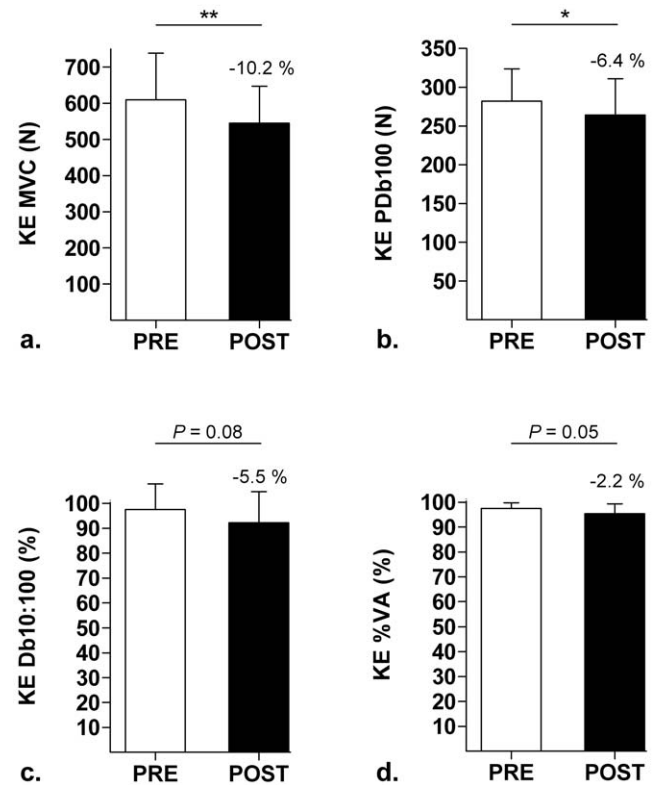 **
-10.2 %
KE MVC (N)
700
600
500
400
300
200
100
PRE
POST
a.
*
-6.4 %
KE PDb100 (N)
350
300
250
200
150
100
50
PRE
POST
b.
P = 0.08
-5.5 %
KE Db10:100 (%)
100
90
80
70
60
50
40
30
20
10
PRE
POST
c.
P = 0.05
-2.2 %
KE %VA (%)
100
90
80
70
60
50
40
30
20
10
PRE
POST
d.